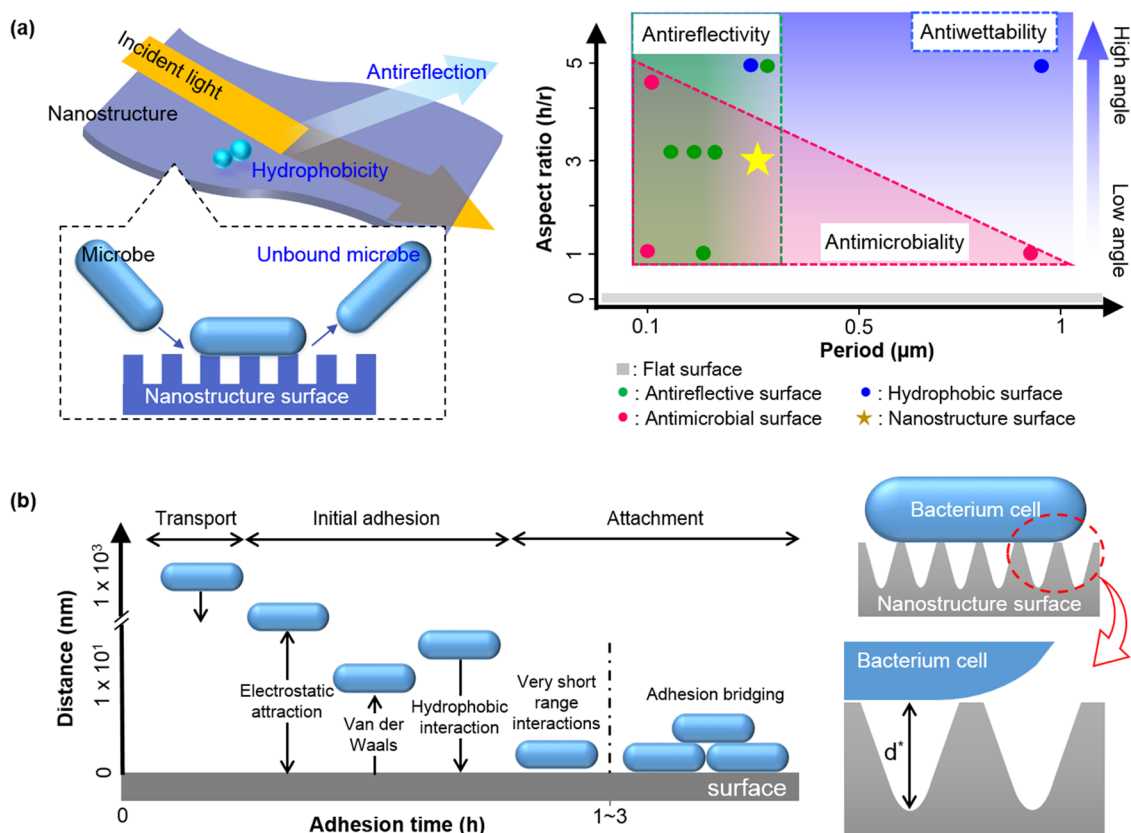 (a)
Incident light
Antireflection
Nanostructure
Hydrophobicity
Microbe
Unbound microbe
Nanostructure surface
Antireflectivity
Antiwettability
Antimicrobiality
High angle
Low angle
Aspect ratio (h/r)
5
3
1
0
0.1
0.5
1
Period (µm)
: Flat surface
: Antireflective surface
: Hydrophobic surface
: Antimicrobial surface
: Nanostructure surface
(b)
Transport
Initial adhesion
Attachment
Distance (nm)
1 x 10³
1 x 10¹
0
Electrostatic
attraction
Van der
Waals
Hydrophobic
interaction
Very short
range
interactions
Adhesion bridging
surface
0
1~3
Adhesion time (h)
Bacterium cell
Nanostructure surface
Bacterium cell
d*